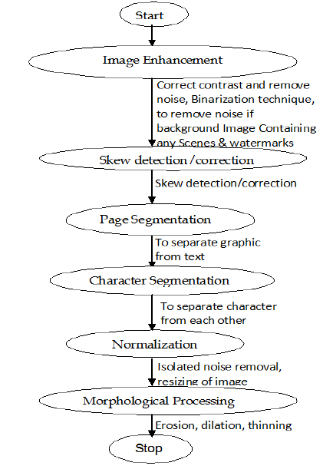 Start
Image Enhancement
Correct contrast and remove
noise, Binarization technique,
to remove noise if
background Image Containing
any Scenes & watermarks
Skew detection/correction
Skew detection/correction
Page Segmentation
To separate graphic
from text
Character Segmentation
To separate character
from each other
Normalization
Isolated noise removal,
resizing of image
Morphological Processing
Erosion, dilation, thinning
Stop